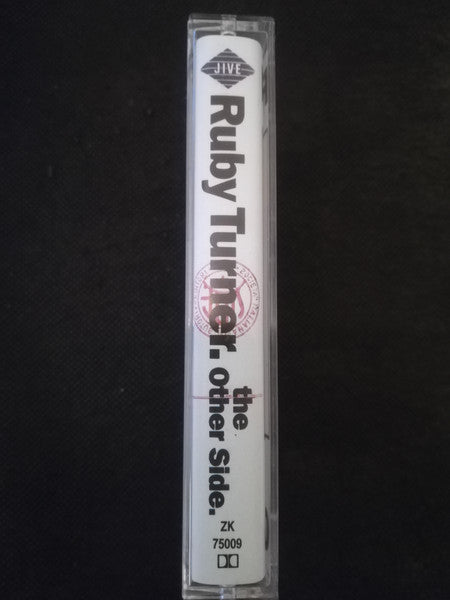 JIVE
Ruby Turner.
the
Other Side.
ZK
75009